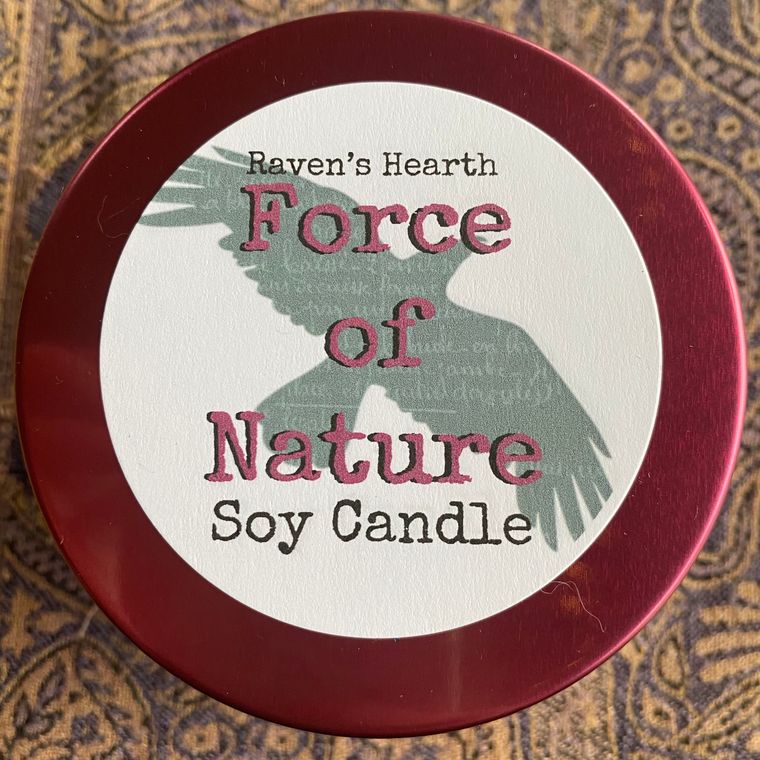 Raven's Hearth
Force
of
Nature
Soy Candle